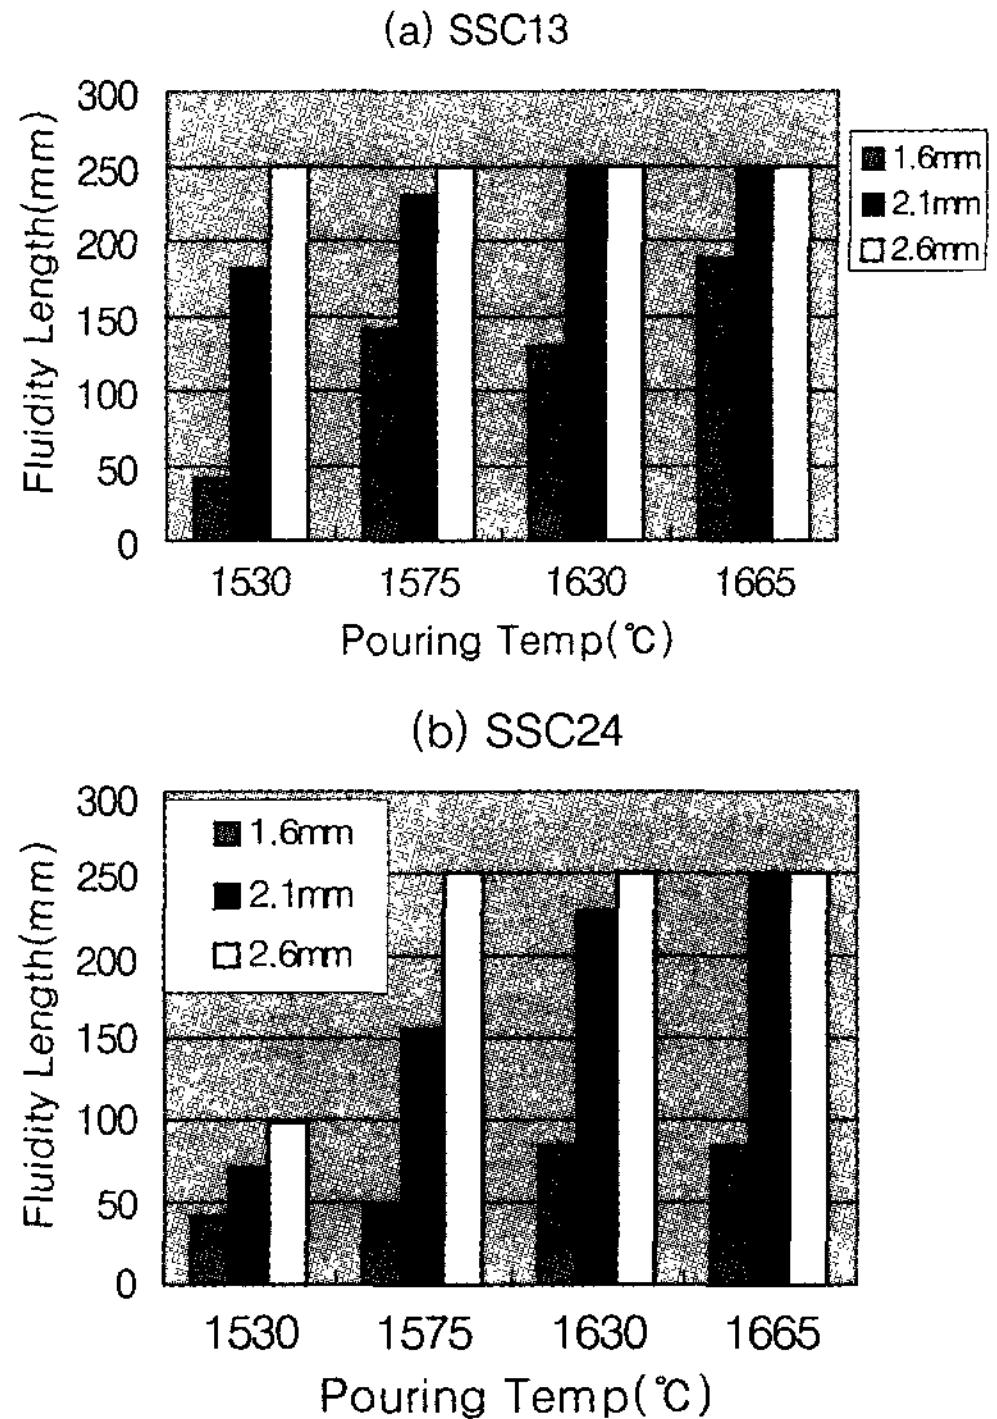 (a) SSC13
300
250
200
150
100
50
0
Fluidity Length(mm)
1.6mm
2.1mm
2.6mm
1530 1575 1630 1665
Pouring Temp(℃)
(b) SSC24
300
250
200
150
100
50
0
Fluidity Length(mm)
1.6mm
2.1mm
2.6mm
1530 1575 1630 1665
Pouring Temp(℃)